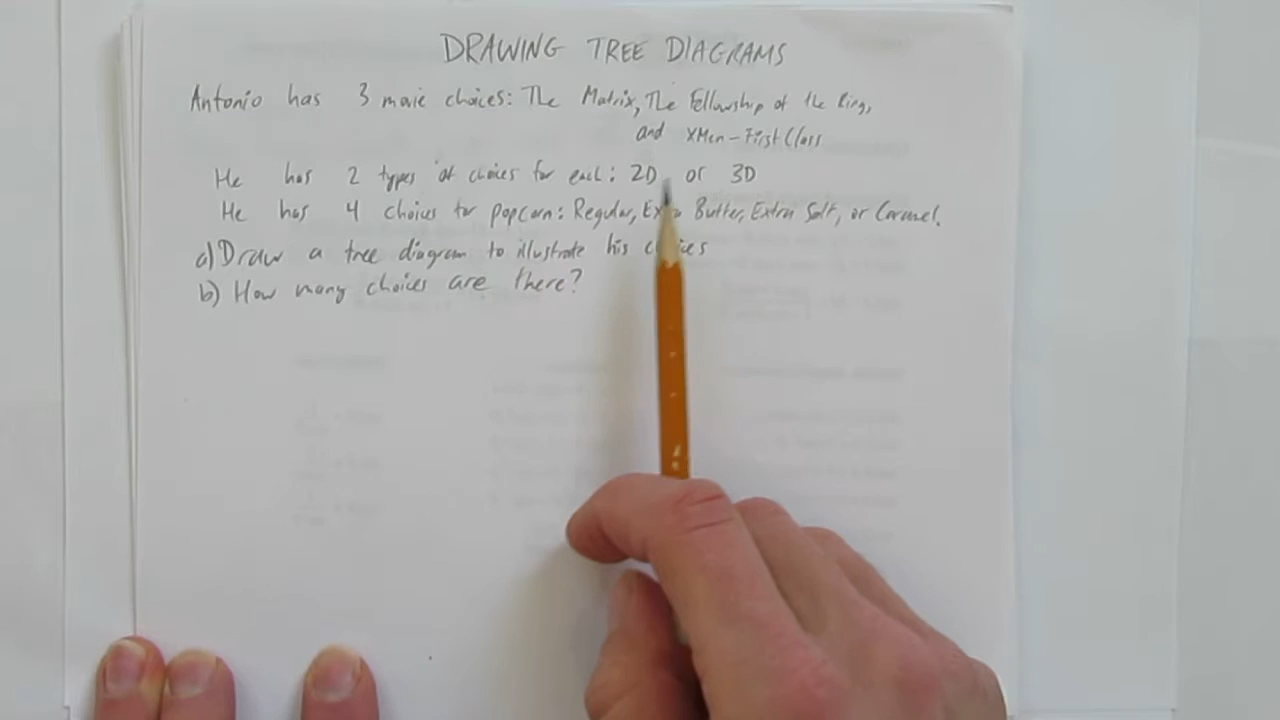 DRAWING TREE DIAGRAMS
Antonio has 3 movie choices: The Matrix, The Fellowship of the Ring,
and XMen - First Class
He has 2 types of choices for each: 2D or 3D
He has 4 choices for popcorn: Regular, Extra Butter, Extra Salt, or Caramel.
a) Draw a tree diagram to illustrate his choices
b) How many choices are there?